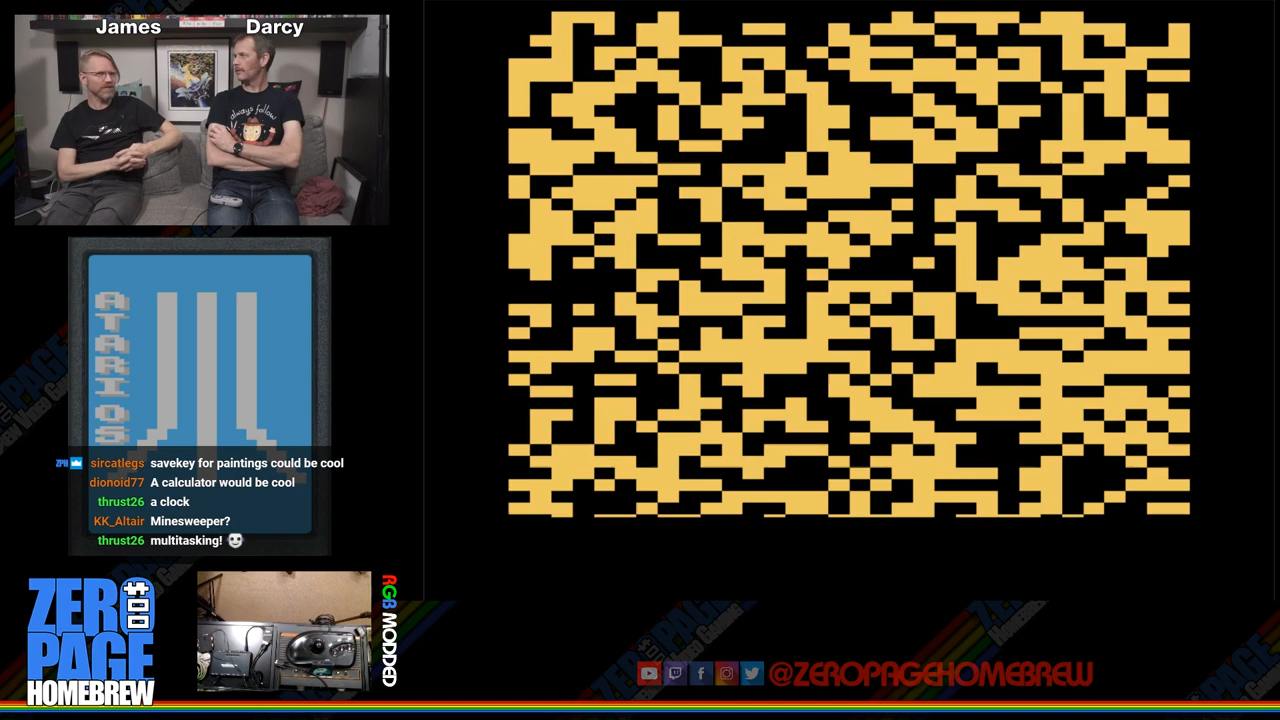 James Darcy
always follow
ATARI OS
sircatlegs savekey for paintings could be cool
dionoid77 A calculator would be cool
thrust26 a clock
KK_Altair Minesweeper?
thrust26 multitasking!
ZERO
PAGE
HOMEBREW
RGB MODDED
@ZEROPAGEHOMEBREW